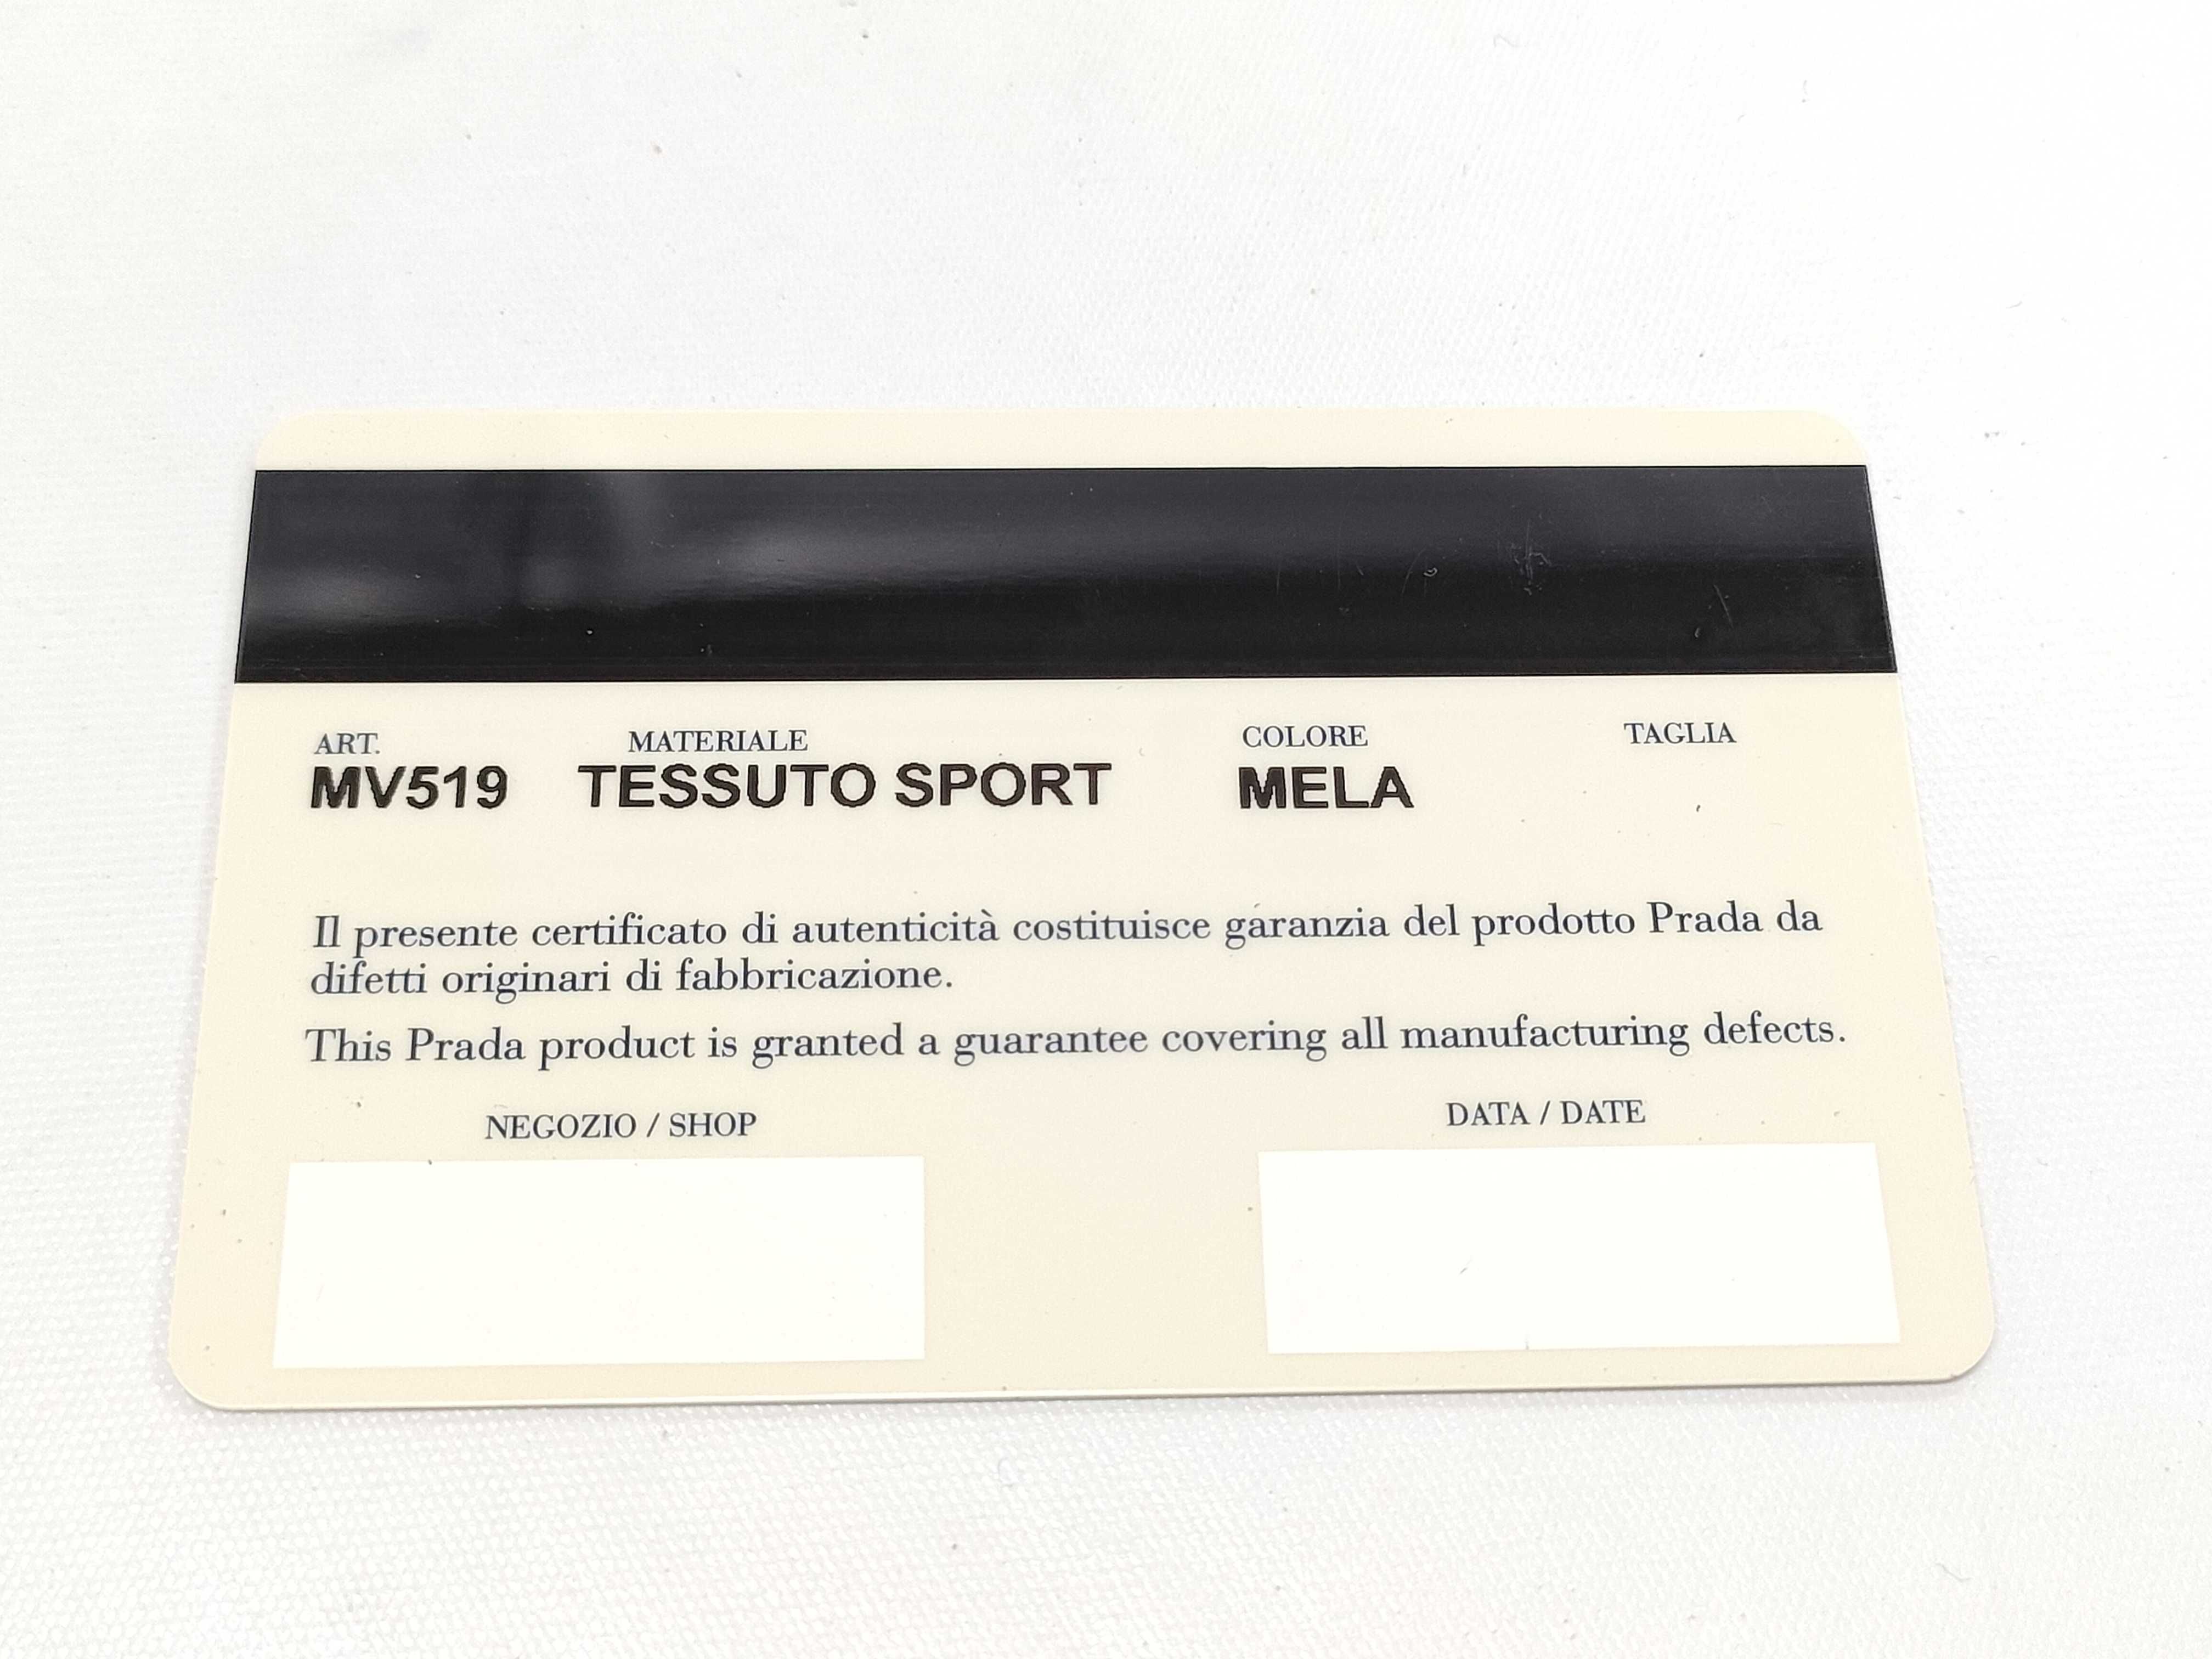 ART. MATERIALE COLORE TAGLIA
MV519 TESSUTO SPORT MELA
Il presente certificato di autenticità costituisce garanzia del prodotto Prada da
difetti originari di fabbricazione.
This Prada product is granted a guarantee covering all manufacturing defects.
NEGOZIO / SHOP DATA / DATE